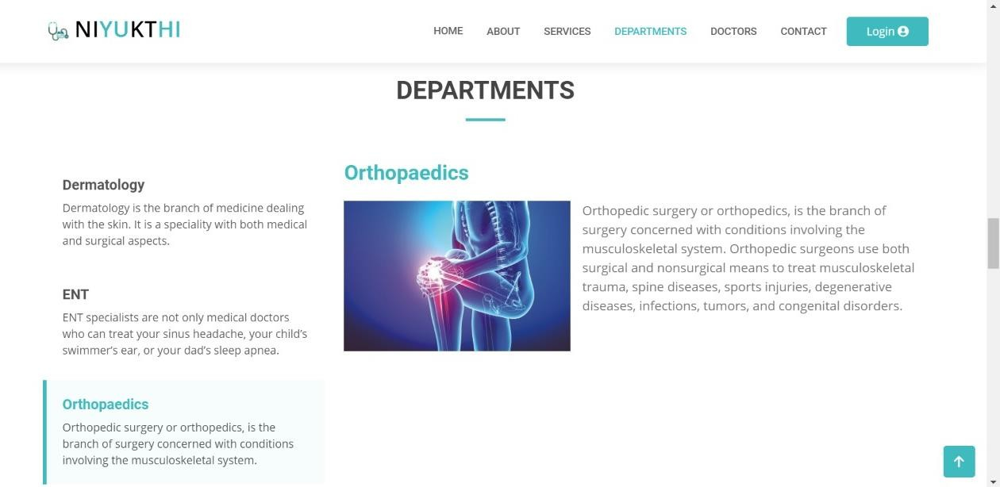 NIYUKTHI
HOME ABOUT SERVICES DEPARTMENTS DOCTORS CONTACT Login
DEPARTMENTS
Dermatology
Dermatology is the branch of medicine dealing
with the skin. It is a speciality with both medical
and surgical aspects.
ENT
ENT specialists are not only medical doctors
who can treat your sinus headache, your child’s
swimmer’s ear, or your dad’s sleep apnea.
Orthopaedics
Orthopedic surgery or orthopedics, is the
branch of surgery concerned with conditions
involving the musculoskeletal system.
Orthopaedics
Orthopedic surgery or orthopedics, is the branch of
surgery concerned with conditions involving the
musculoskeletal system. Orthopedic surgeons use both
surgical and nonsurgical means to treat musculoskeletal
trauma, spine diseases, sports injuries, degenerative
diseases, infections, tumors, and congenital disorders.